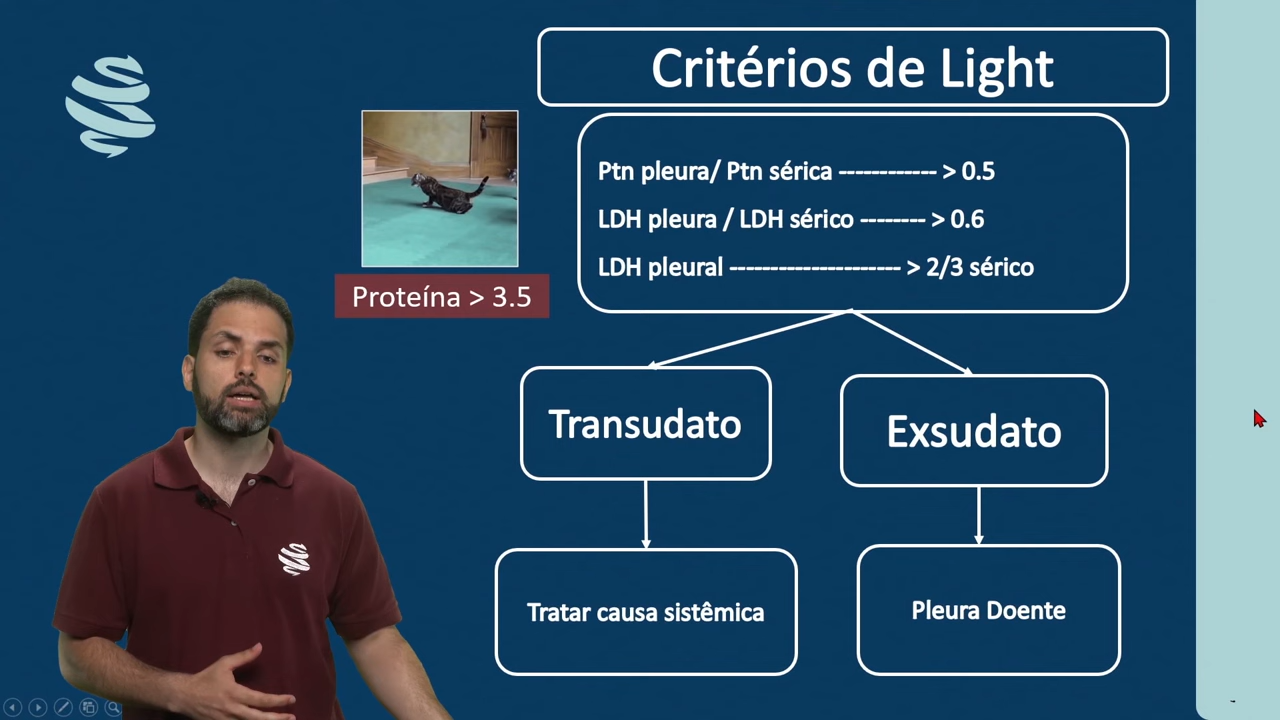 Critérios de Light
Ptn pleura/ Ptn sérica ------------ > 0.5
LDH pleura / LDH sérico -------- > 0.6
LDH pleural --------------------- > 2/3 sérico
Proteína > 3.5
Transudato
Exsudato
Tratar causa sistêmica
Pleura Doente